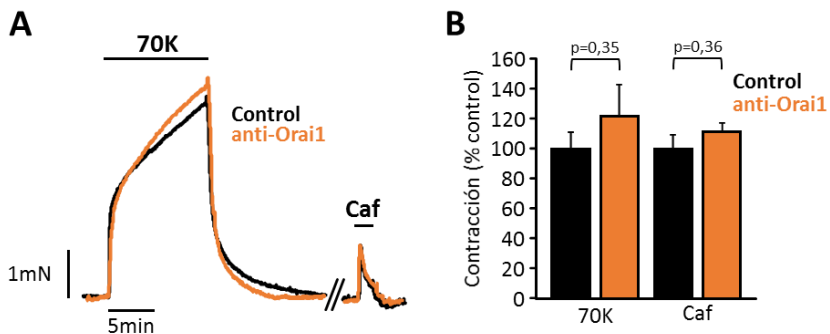 A
70K
Control
anti-Orai1
Caf
1mN
5min
B
p=0,35
p=0,36
Contracción (% control)
160
140
120
100
80
60
40
20
0
Control
anti-Orai1
70K
Caf